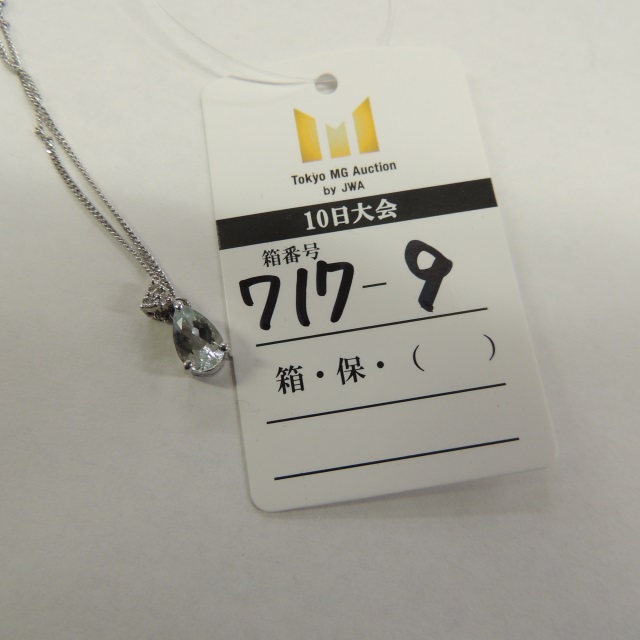 Tokyo MG Auction
by JWA
10日大会
箱番号
717-9
箱・保・（　　）